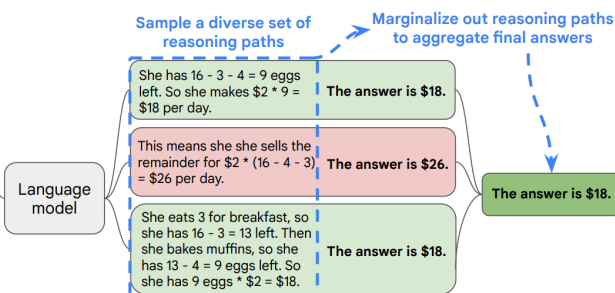 Sample a diverse set of
reasoning paths
Marginalize out reasoning paths
to aggregate final answers
She has 16 - 3 - 4 = 9 eggs
left. So she makes $2 * 9 =
$18 per day.
The answer is $18.
This means she she sells the
remainder for $2 * (16 - 4 - 3)
= $26 per day.
The answer is $26.
Language
model
She eats 3 for breakfast, so
she has 16 - 3 = 13 left. Then
she bakes muffins, so she
has 13 - 4 = 9 eggs left. So
she has 9 eggs * $2 = $18.
The answer is $18.
The answer is $18.